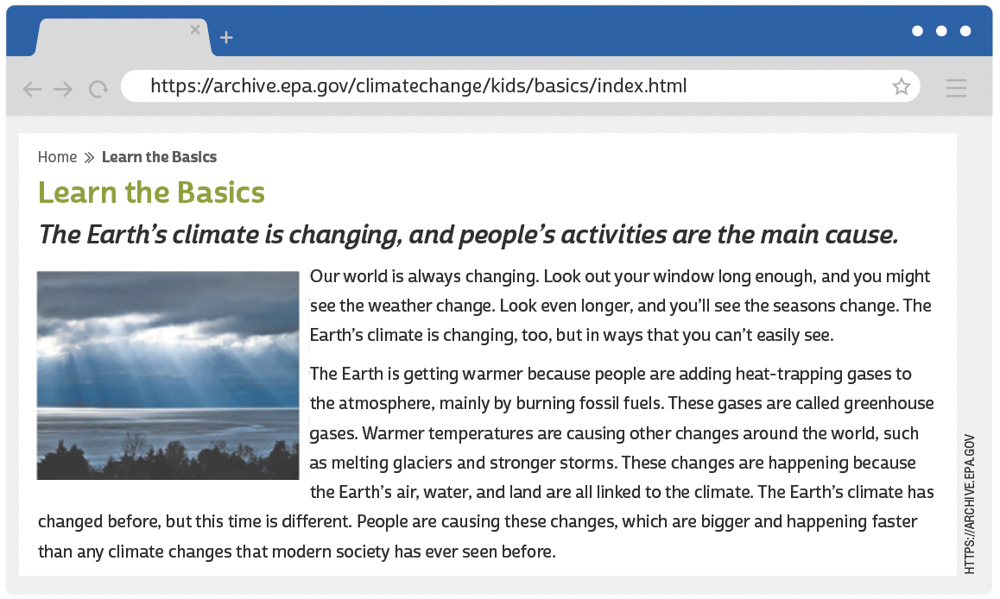 https://archive.epa.gov/climatechange/kids/basics/index.html
Home » Learn the Basics
Learn the Basics
The Earth’s climate is changing, and people’s activities are the main cause.
Our world is always changing. Look out your window long enough, and you might
see the weather change. Look even longer, and you’ll see the seasons change. The
Earth’s climate is changing, too, but in ways that you can’t easily see.
The Earth is getting warmer because people are adding heat-trapping gases to
the atmosphere, mainly by burning fossil fuels. These gases are called greenhouse
gases. Warmer temperatures are causing other changes around the world, such
as melting glaciers and stronger storms. These changes are happening because
the Earth’s air, water, and land are all linked to the climate. The Earth’s climate has
changed before, but this time is different. People are causing these changes, which are bigger and happening faster
than any climate changes that modern society has ever seen before.
HTTPS://ARCHIVE.EPA.GOV